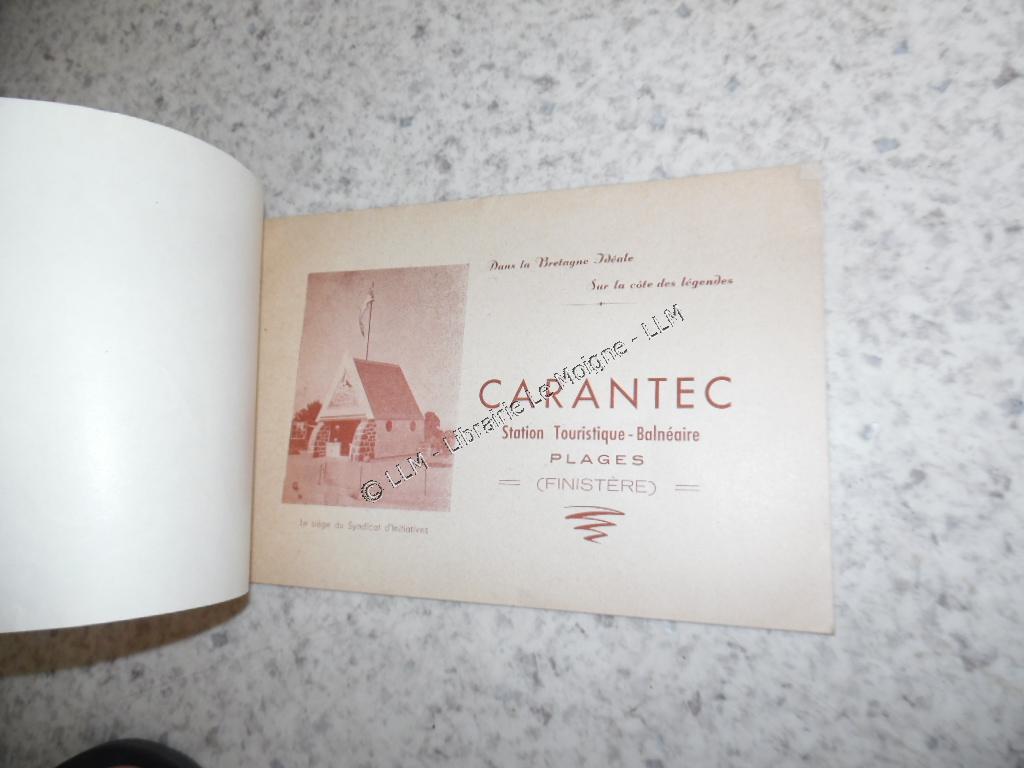 Dans la Bretagne Idéale
Sur la côte des légendes
CARANTEC
Station Touristique - Balnéaire
PLAGES
(FINISTÈRE)
Le siège du Syndicat d'Initiatives
© LLM - Librairie Le Moigne - LLM